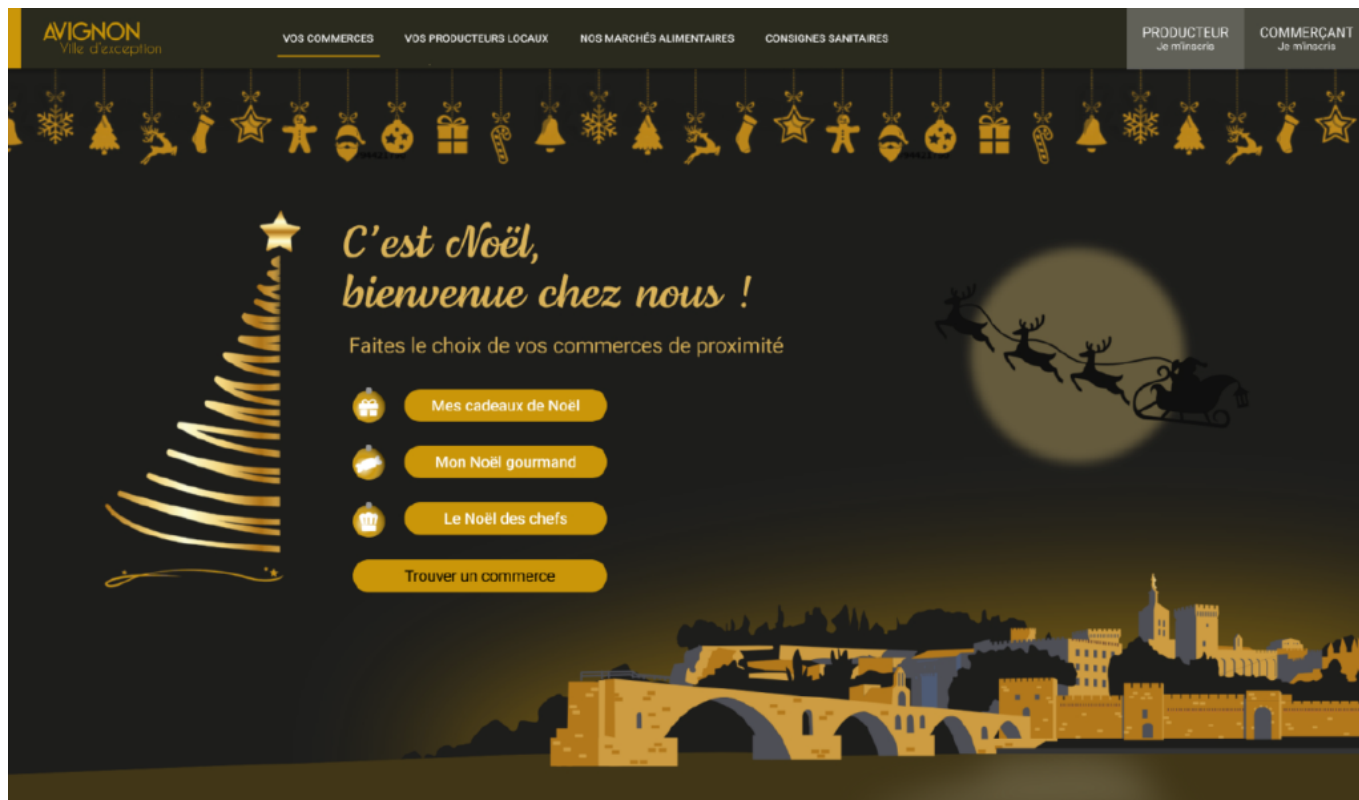 AVIGNON
Ville d'exception
VOS COMMERCES
VOS PRODUCTEURS LOCAUX
NOS MARCHÉS ALIMENTAIRES
CONSIGNES SANITAIRES
PRODUCTEUR
Je m'inscris
COMMERÇANT
Je m'inscris
C'est Noël,
bienvenue chez nous !
Faites le choix de vos commerces de proximité
Mes cadeaux de Noël
Mon Noël gourmand
Le Noël des chefs
Trouver un commerce